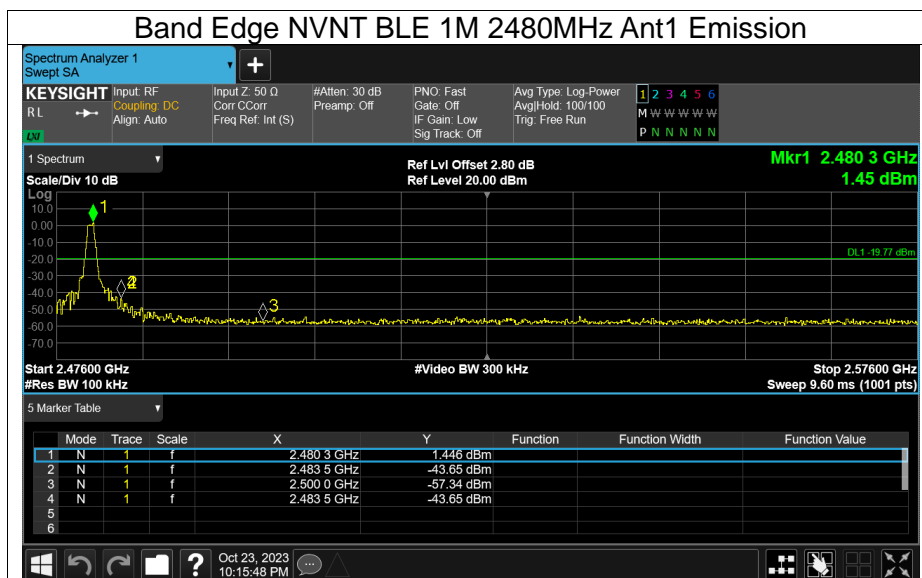 Band Edge NVNT BLE 1M 2480MHz Ant1 Emission
Spectrum Analyzer 1
Swept SA
+
KEYSIGHT Input: RF Input Z: 50 Ω #Atten: 30 dB PNO: Fast Avg Type: Log-Power 1 2 3 4 5 6
RL Coupling: DC Corr CCorr Preamp: Off Gate: Off Avg|Hold: 100/100 M W W W W W
Align: Auto Freq Ref: Int (S) IF Gain: Low Trig: Free Run
LXI Sig Track: Off P N N N N N
1 Spectrum Ref Lvl Offset 2.80 dB Mkr1 2.480 3 GHz
Scale/Div 10 dB Ref Level 20.00 dBm 1.45 dBm
Log
10.0
1
0.00
-10.0
DL1 -19.77 dBm
-20.0
-30.0
2
-40.0
3
-50.0
-60.0
-70.0
Start 2.47600 GHz #Video BW 300 kHz Stop 2.57600 GHz
#Res BW 100 kHz Sweep 9.60 ms (1001 pts)
5 Marker Table
Mode Trace Scale X Y Function Function Width Function Value
1 N 1 f 2.480 3 GHz 1.446 dBm
2 N 1 f 2.483 5 GHz -43.65 dBm
3 N 1 f 2.500 0 GHz -57.34 dBm
4 N 1 f 2.483 5 GHz -43.65 dBm
5
6
? Oct 23, 2023
10:15:48 PM